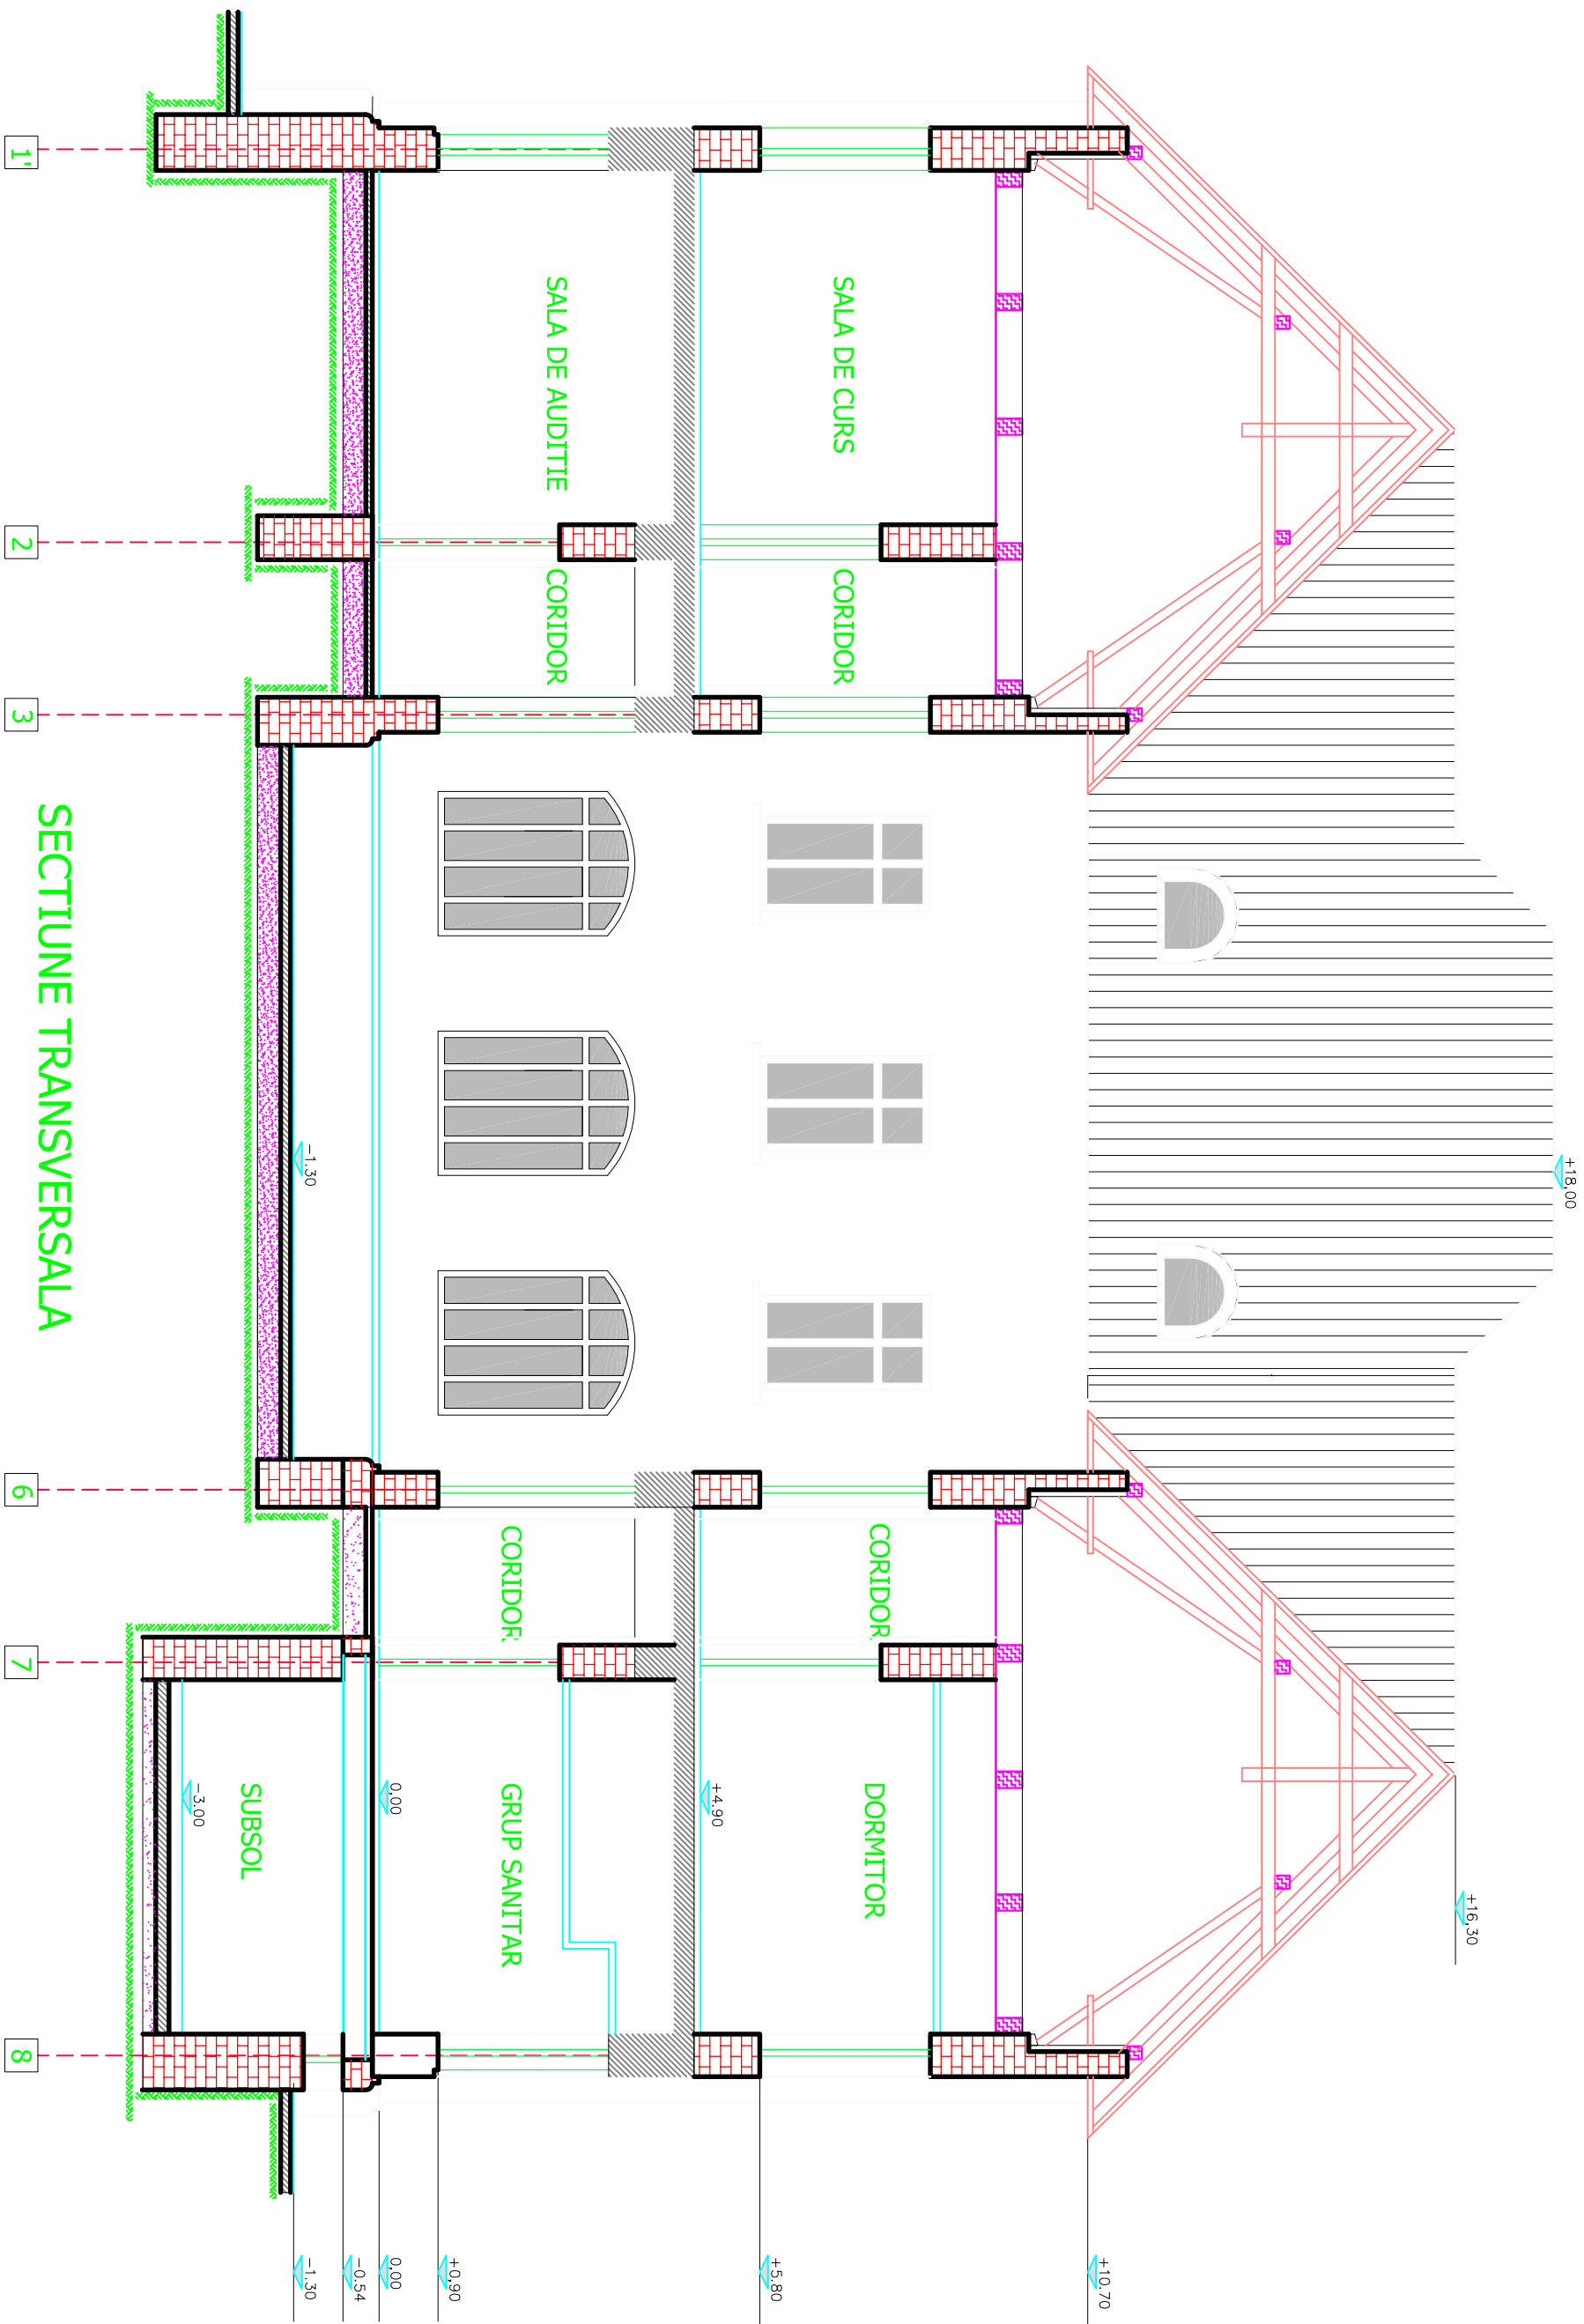 +18.00
+16,30
+10.70
SALA DE CURS
CORIDOR
CORIDOR
DORMITOR
+5.80
+4.90
SALA DE AUDITIE
CORIDOR
CORIDOR
GRUP SANITAR
+0,90
0,00
0,00
-0.54
-1.30
-1.30
SUBSOL
-3.00
SECTIUNE TRANSVERSALA
1'
2
3
6
7
8